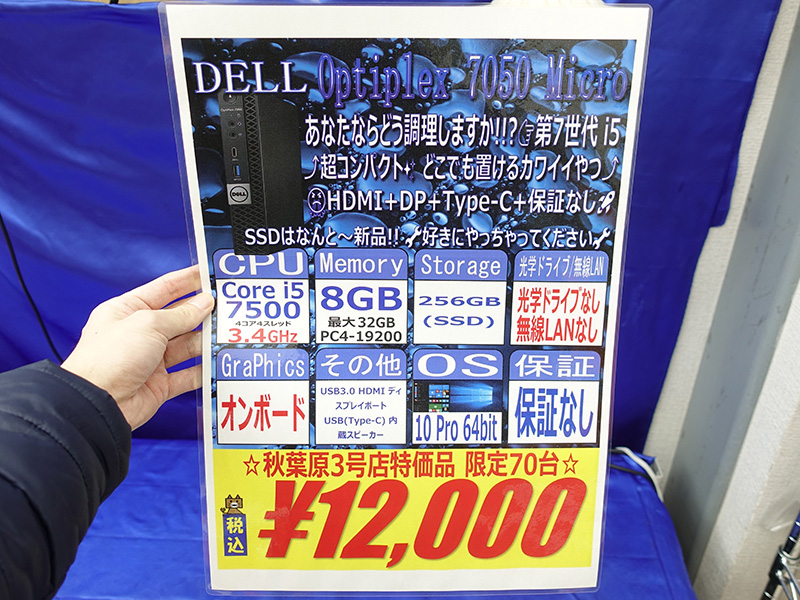 DELL Optiplex 7050 Micro
あなたならどう調理しますか!!?☞第7世代 i5
⤴超コンパクト✨ どこでも置けるカワイイやつ⤴
☹HDMI+DP+Type-C+保証なし🚀
SSDはなんと〜新品!!🔧好きにやっちゃってください🔧
DELL
CPU
Core i5
7500
4コア4スレッド
3.4GHz
Memory
8GB
最大32GB
PC4-19200
Storage
256GB
(SSD)
光学ドライブ/無線LAN
光学ドライブなし
無線LANなし
GraPhics
オンボード
その他
USB3.0 HDMI ディ
スプレイポート
USB(Type-C) 内
蔵スピーカー
OS
10 Pro 64bit
保証
保証なし
☆秋葉原3号店特価品 限定70台☆
税込
¥12,000